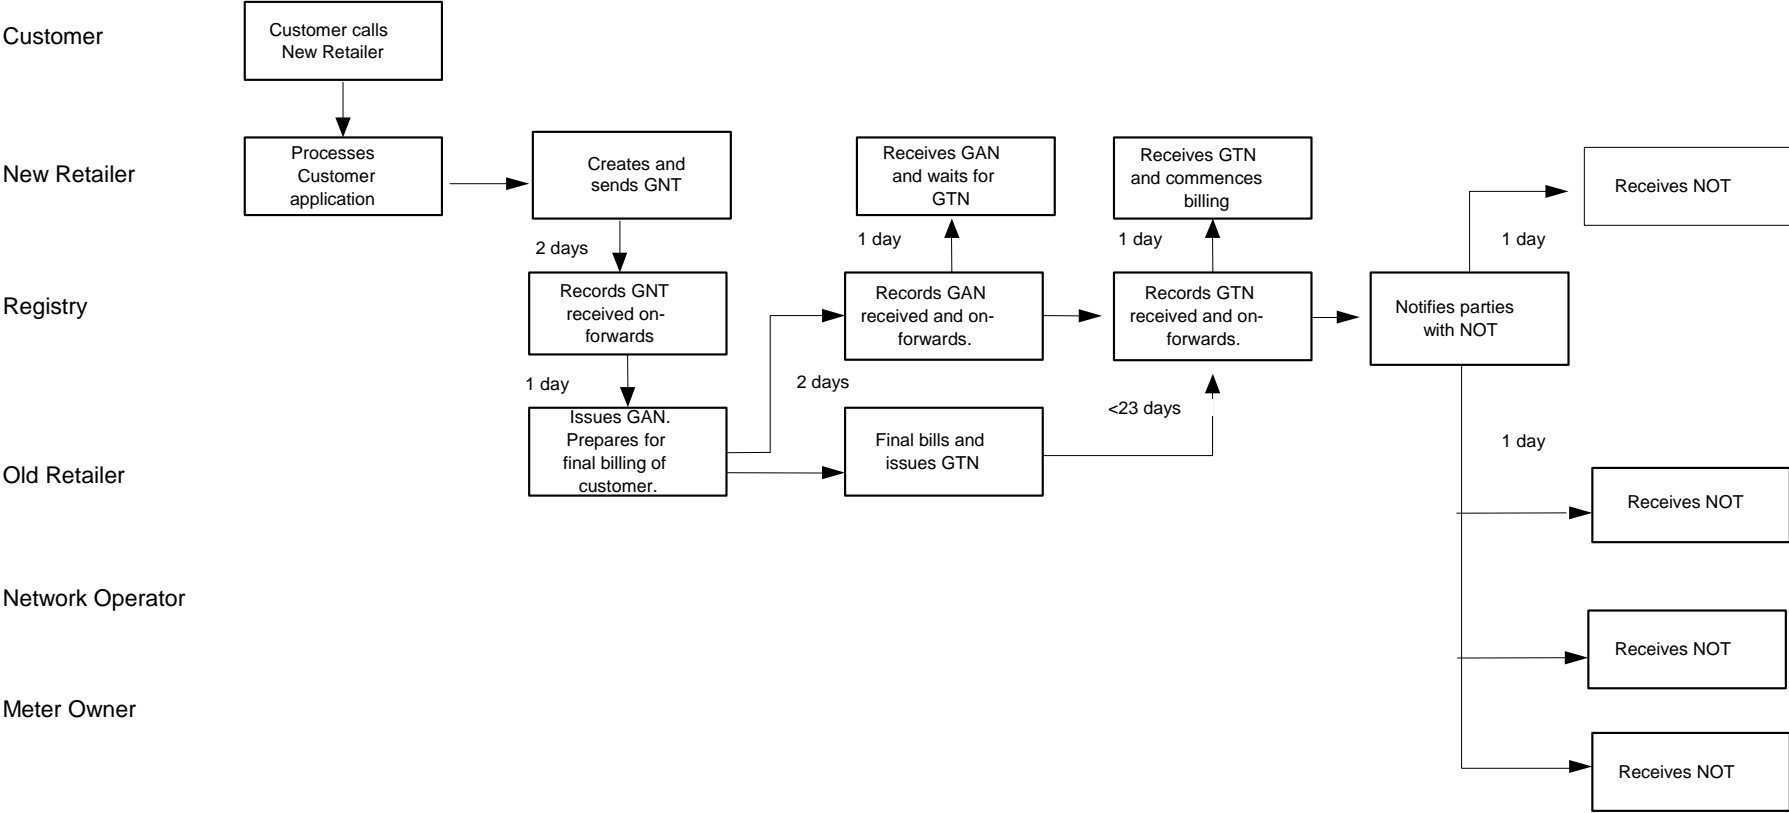 Customer
Customer calls
New Retailer
New Retailer
Processes
Customer
application
Creates and
sends GNT
Receives GAN
and waits for
GTN
Receives GTN
and commences
billing
Receives NOT
2 days
1 day
1 day
1 day
Registry
Records GNT
received on-
forwards
Records GAN
received and on-
forwards.
Records GTN
received and on-
forwards.
Notifies parties
with NOT
1 day
2 days
<23 days
1 day
Old Retailer
Issues GAN.
Prepares for
final billing of
customer.
Final bills and
issues GTN
Receives NOT
Network Operator
Receives NOT
Meter Owner
Receives NOT